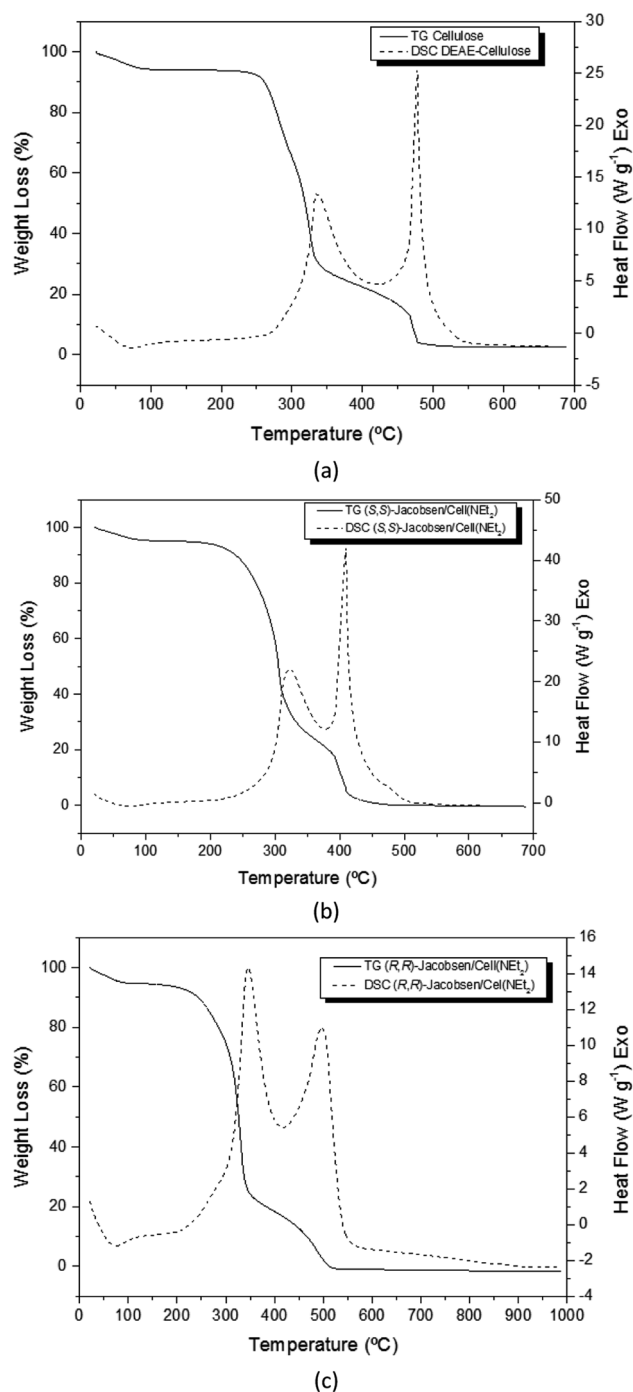 TG Cellulose
DSC DEAE-Cellulose
Weight Loss (%)
100
80
60
40
20
0
Heat Flow (W g⁻¹) Exo
30
25
20
15
10
5
0
-5
0 100 200 300 400 500 600 700
Temperature (ºC)
(a)
TG (S,S)-Jacobsen/Cell(NEt₂)
DSC (S,S)-Jacobsen/Cell(NEt₂)
Weight Loss (%)
100
80
60
40
20
0
Heat Flow (W g⁻¹) Exo
50
40
30
20
10
0
0 100 200 300 400 500 600 700
Temperature (ºC)
(b)
TG (R,R)-Jacobsen/Cell(NEt₂)
DSC (R,R)-Jacobsen/Cel(NEt₂)
Weight Loss (%)
100
80
60
40
20
0
Heat Flow (W g⁻¹) Exo
16
14
12
10
8
6
4
2
0
-2
-4
0 100 200 300 400 500 600 700 800 900 1000
Temperature (ºC)
(c)